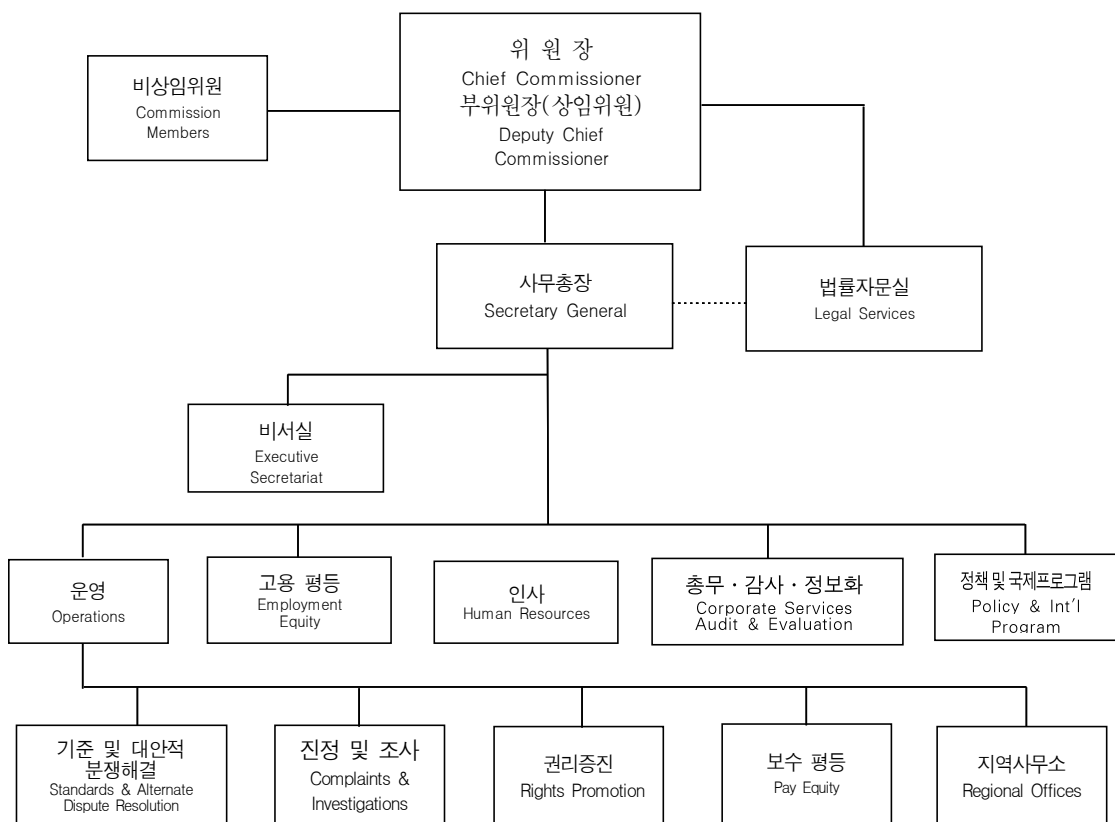 위 원 장
Chief Commissioner
부위원장(상임위원)
Deputy Chief
Commissioner
비상임위원
Commission
Members
사무총장
Secretary General
법률자문실
Legal Services
비서실
Executive
Secretariat
운영
Operations
고용 평등
Employment
Equity
인사
Human Resources
총무·감사·정보화
Corporate Services
Audit & Evaluation
정책 및 국제프로그램
Policy & Int'l
Program
기준 및 대안적
분쟁해결
Standards & Alternate
Dispute Resolution
진정 및 조사
Complaints &
Investigations
권리증진
Rights Promotion
보수 평등
Pay Equity
지역사무소
Regional Offices